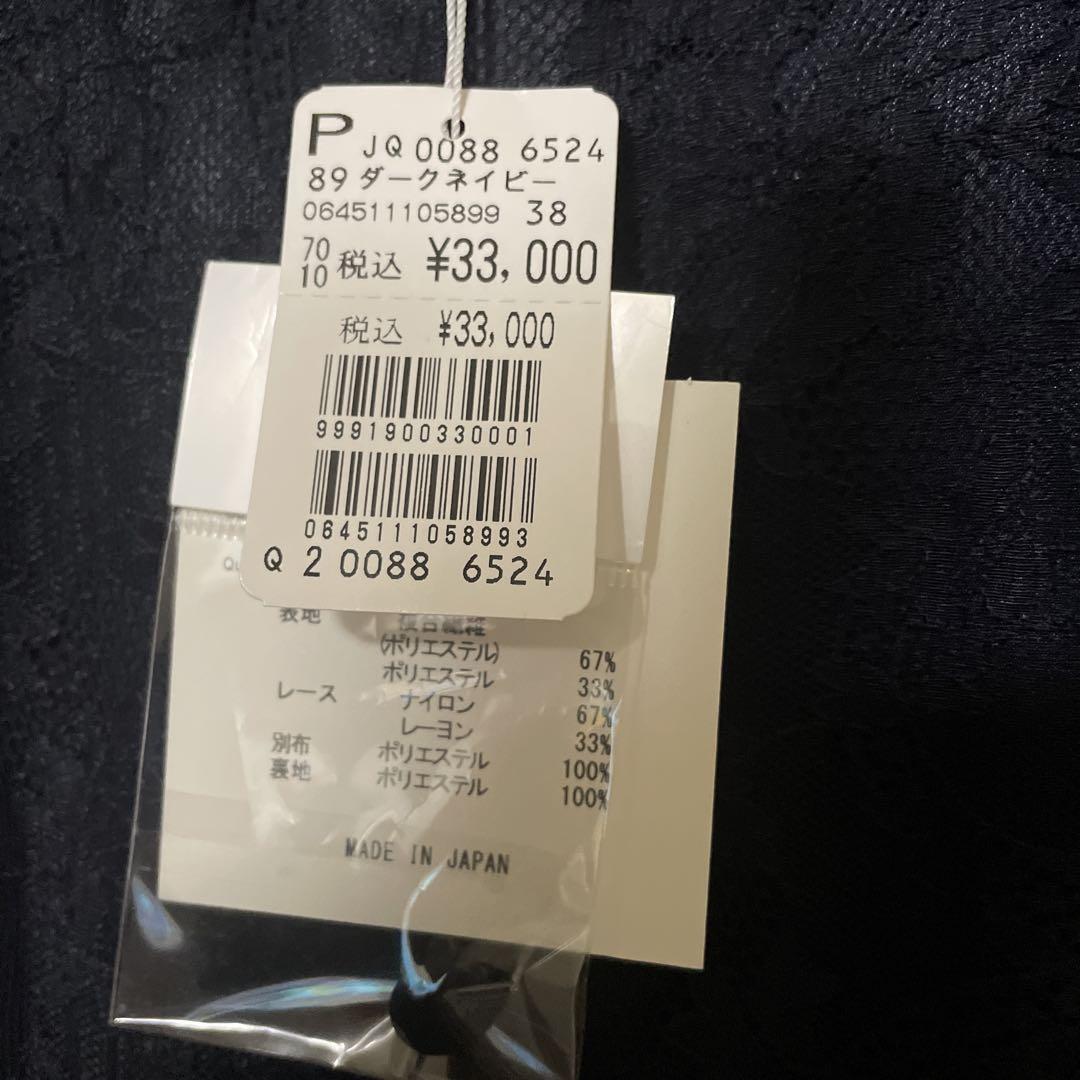 P JQ 0088 6524
89 ダークネイビー
064511105899 38
70
10 税込 ¥33,000
税込 ¥33,000
9991900330001
0645111058993
Q 2 0088 6524
表地 複合繊維
(ポリエステル) 67%
ポリエステル 33%
レース ナイロン 67%
レーヨン 33%
別布 ポリエステル 100%
裏地 ポリエステル 100%
MADE IN JAPAN